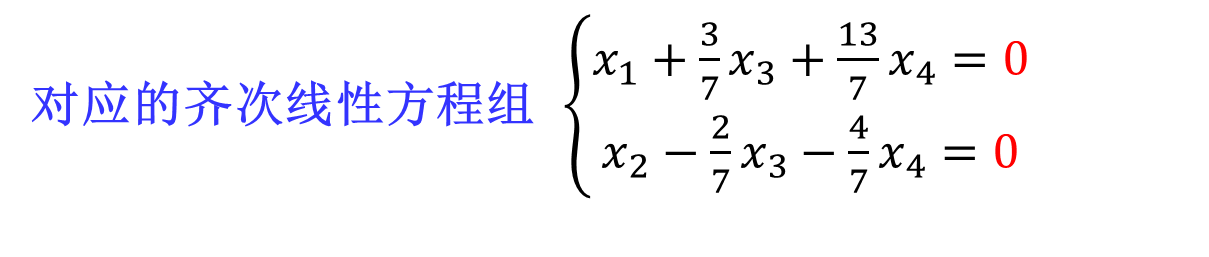 对应的齐次线性方程组
x₁ + 3/7 x₃ + 13/7 x₄ = 0
x₂ − 2/7 x₃ − 4/7 x₄ = 0